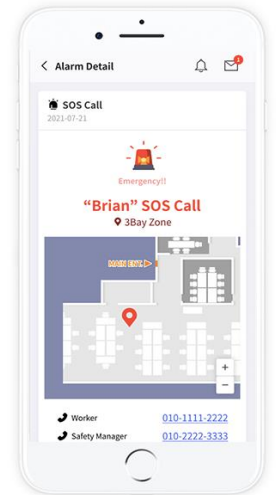 Alarm Detail
SOS Call
2021-07-21
Emergency!!
“Brian” SOS Call
3Bay Zone
MAIN ENT.
+
−
Worker 010-1111-2222
Safety Manager 010-2222-3333